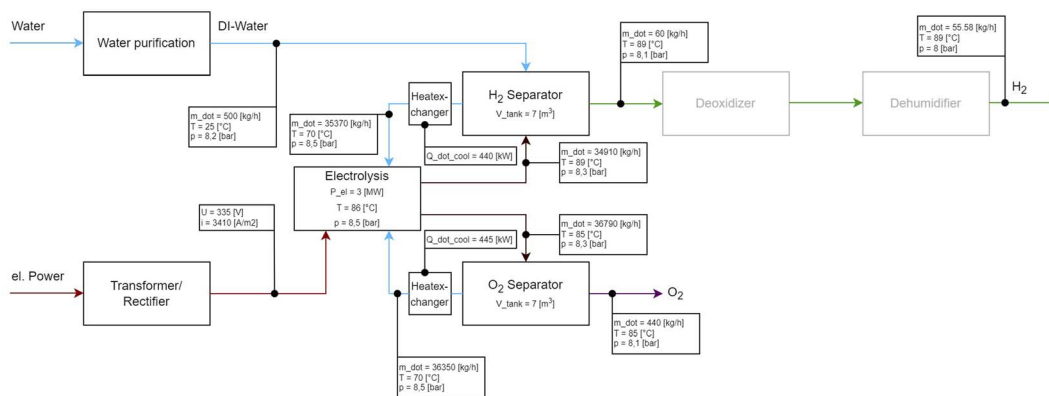 Water
Water purification
DI-Water
m_dot = 500 [kg/h]
T = 25 [°C]
p = 8,2 [bar]
m_dot = 35370 [kg/h]
T = 70 [°C]
p = 8,5 [bar]
Heatex-
changer
Q_dot_cool = 440 [kW]
H2 Separator
V_tank = 7 [m³]
m_dot = 60 [kg/h]
T = 89 [°C]
p = 8,1 [bar]
Deoxidizer
Dehumidifier
m_dot = 55.58 [kg/h]
T = 89 [°C]
p = 8 [bar]
H2
m_dot = 34910 [kg/h]
T = 89 [°C]
p = 8,3 [bar]
Electrolysis
P_el = 3 [MW]
T = 86 [°C]
p = 8,5 [bar]
el. Power
Transformer/
Rectifier
U = 335 [V]
i = 3410 [A/m2]
Q_dot_cool = 445 [kW]
Heatex-
changer
m_dot = 36790 [kg/h]
T = 85 [°C]
p = 8,3 [bar]
O2 Separator
V_tank = 7 [m³]
O2
m_dot = 440 [kg/h]
T = 85 [°C]
p = 8,1 [bar]
m_dot = 36350 [kg/h]
T = 70 [°C]
p = 8,5 [bar]